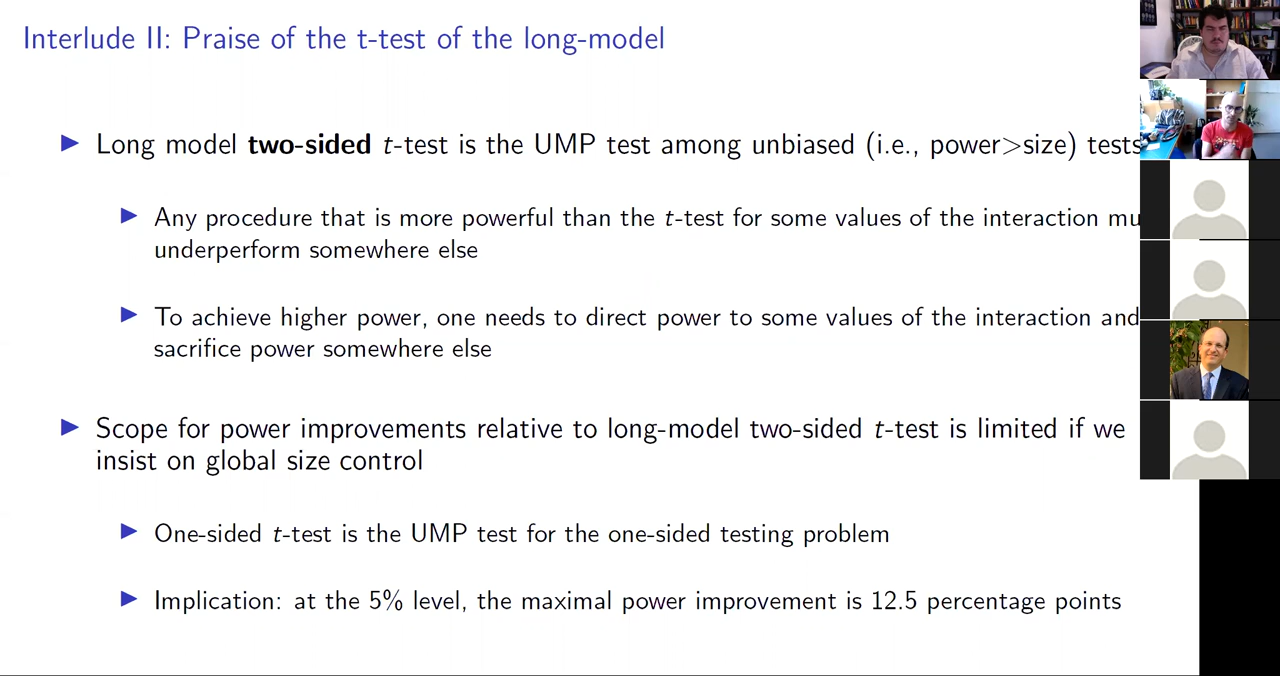 Interlude II: Praise of the t-test of the long-model
▶ Long model two-sided t-test is the UMP test among unbiased (i.e., power>size) tests
▶ Any procedure that is more powerful than the t-test for some values of the interaction
underperform somewhere else
▶ To achieve higher power, one needs to direct power to some values of the interaction and
sacrifice power somewhere else
▶ Scope for power improvements relative to long-model two-sided t-test is limited if we
insist on global size control
▶ One-sided t-test is the UMP test for the one-sided testing problem
▶ Implication: at the 5% level, the maximal power improvement is 12.5 percentage points